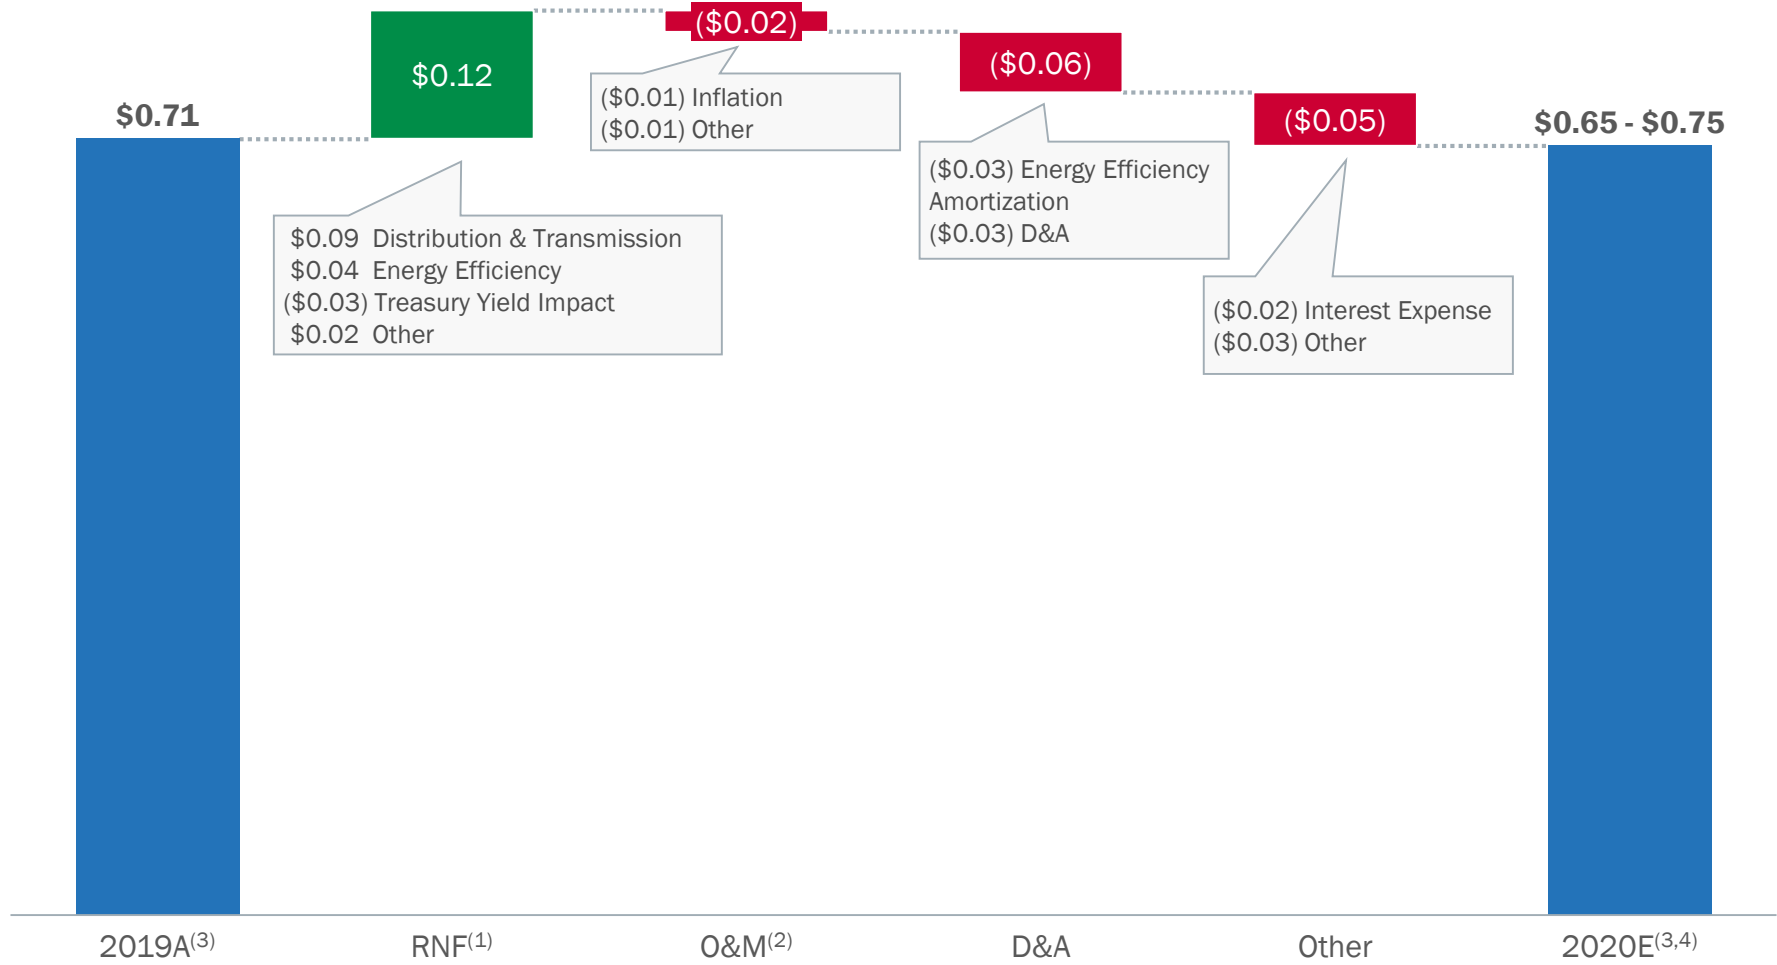 $0.71
$0.12
($0.02)
($0.06)
($0.05)
$0.65 - $0.75
$0.09 Distribution & Transmission
$0.04 Energy Efficiency
($0.03) Treasury Yield Impact
$0.02 Other
($0.01) Inflation
($0.01) Other
($0.03) Energy Efficiency
Amortization
($0.03) D&A
($0.02) Interest Expense
($0.03) Other
2019A(3)
RNF(1)
O&M(2)
D&A
Other
2020E(3,4)